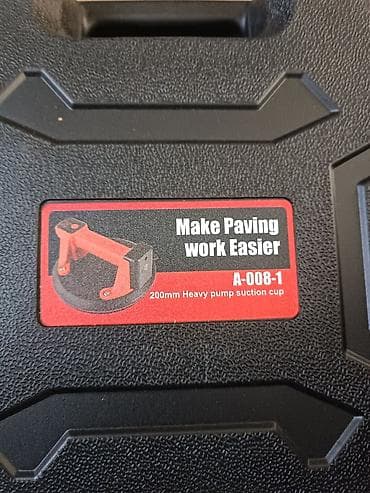 Make Paving
work Easier
A-008-1
200mm Heavy pump suction cup